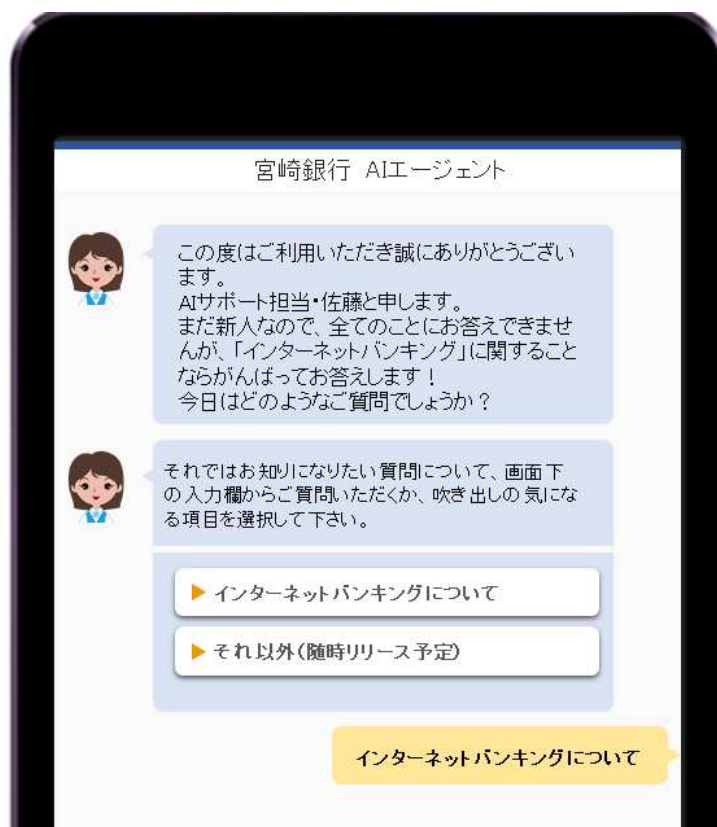 宮崎銀行 AIエージェント
この度はご利用いただき誠にありがとうござい
ます。
AIサポート担当・佐藤と申します。
まだ新人なので、全てのことにお答えできませ
んが、「インターネットバンキング」に関すること
ならがんばってお答えします！
今日はどのようなご質問でしょうか？
それではお知りになりたい質問について、画面下
の入力欄からご質問いただくか、吹き出しの気にな
る項目を選択して下さい。
▶ インターネットバンキングについて
▶ それ以外(随時リリース予定)
インターネットバンキングについて